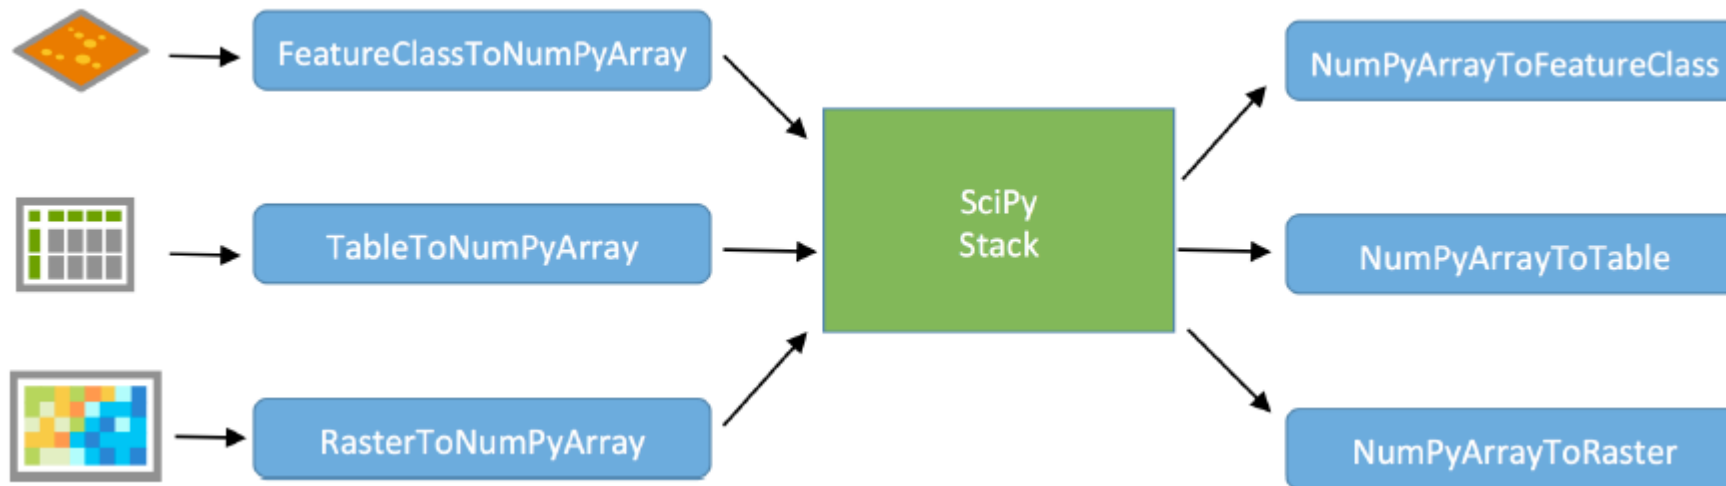 FeatureClassToNumPyArray
TableToNumPyArray
RasterToNumPyArray
SciPy
Stack
NumPyArrayToFeatureClass
NumPyArrayToTable
NumPyArrayToRaster